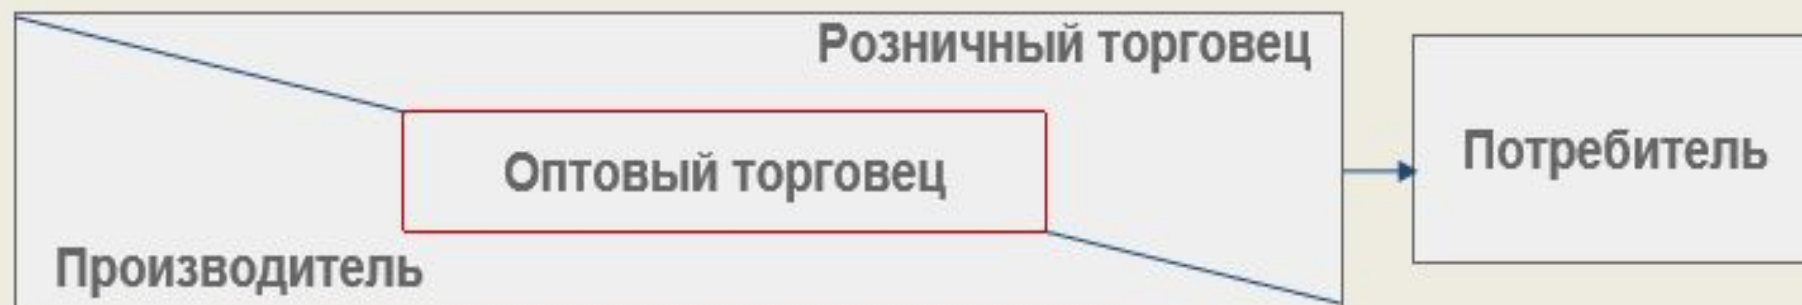 Розничный торговец
Оптовый торговец
Потребитель
Производитель